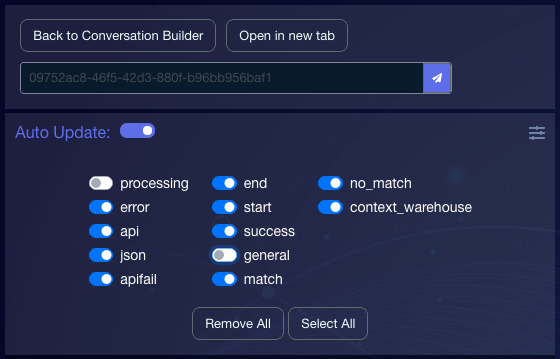 Back to Conversation Builder
Open in new tab
09752ac8-46f5-42d3-880f-b96bb956baf1
Auto Update:
processing
end
no_match
error
start
context_warehouse
api
success
json
general
apifail
match
Remove All
Select All